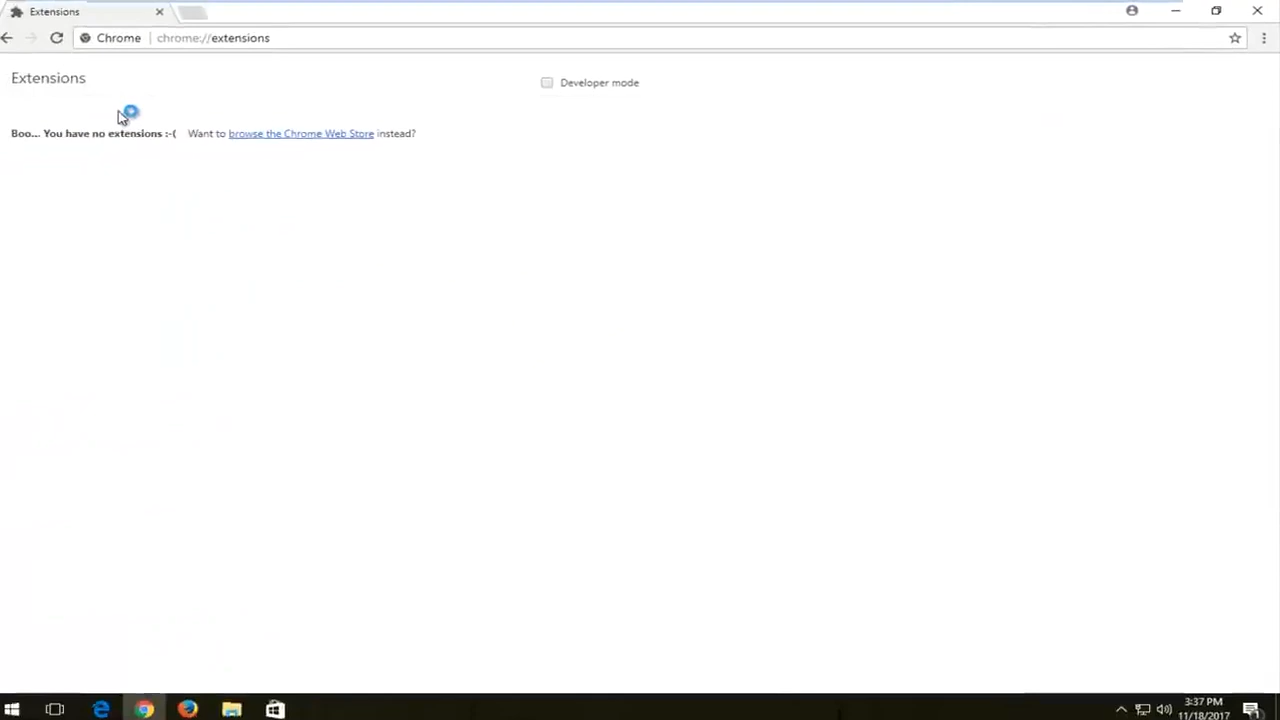 Extensions
Chrome chrome://extensions
Extensions
Developer mode
Boo... You have no extensions :-( Want to browse the Chrome Web Store instead?
3:37 PM
11/18/2017